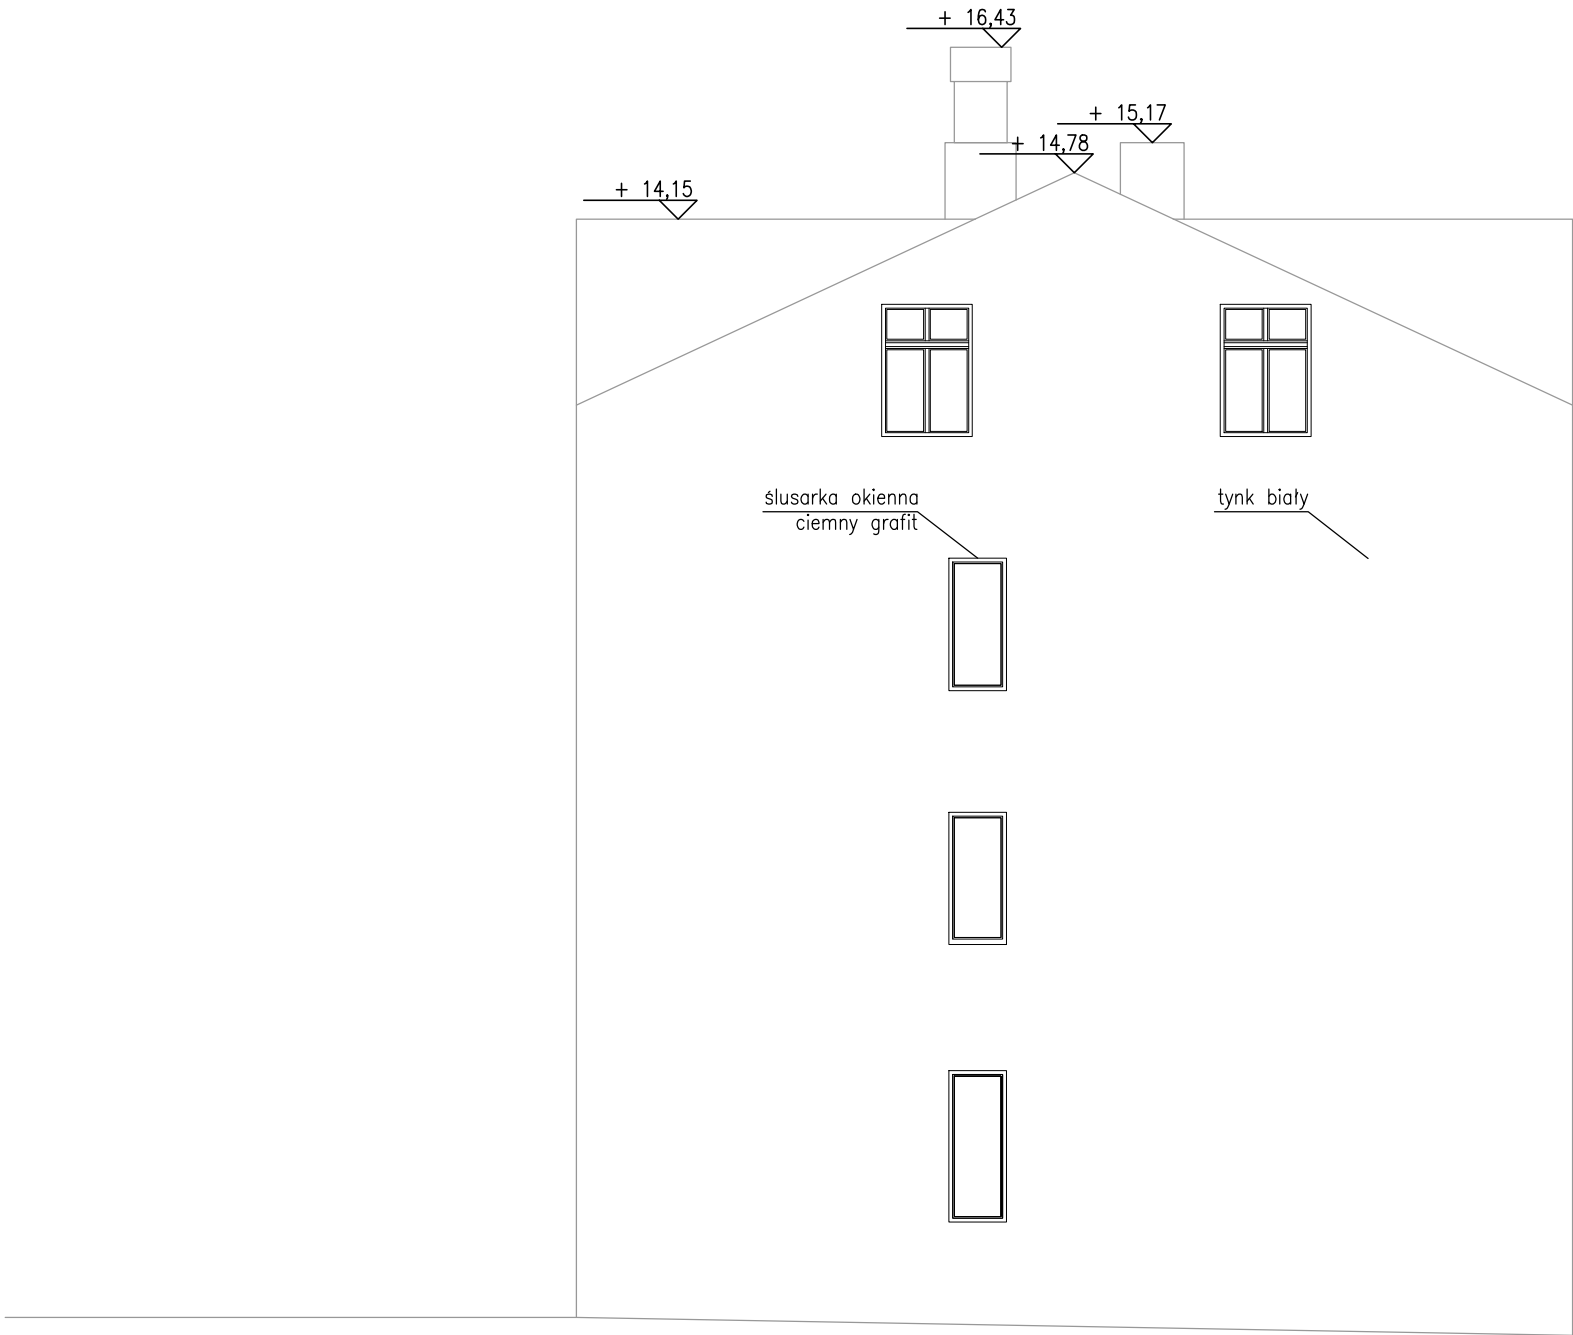 + 16,43
+ 15,17
+ 14,78
+ 14,15
ślusarka okienna
ciemny grafit
tynk biały